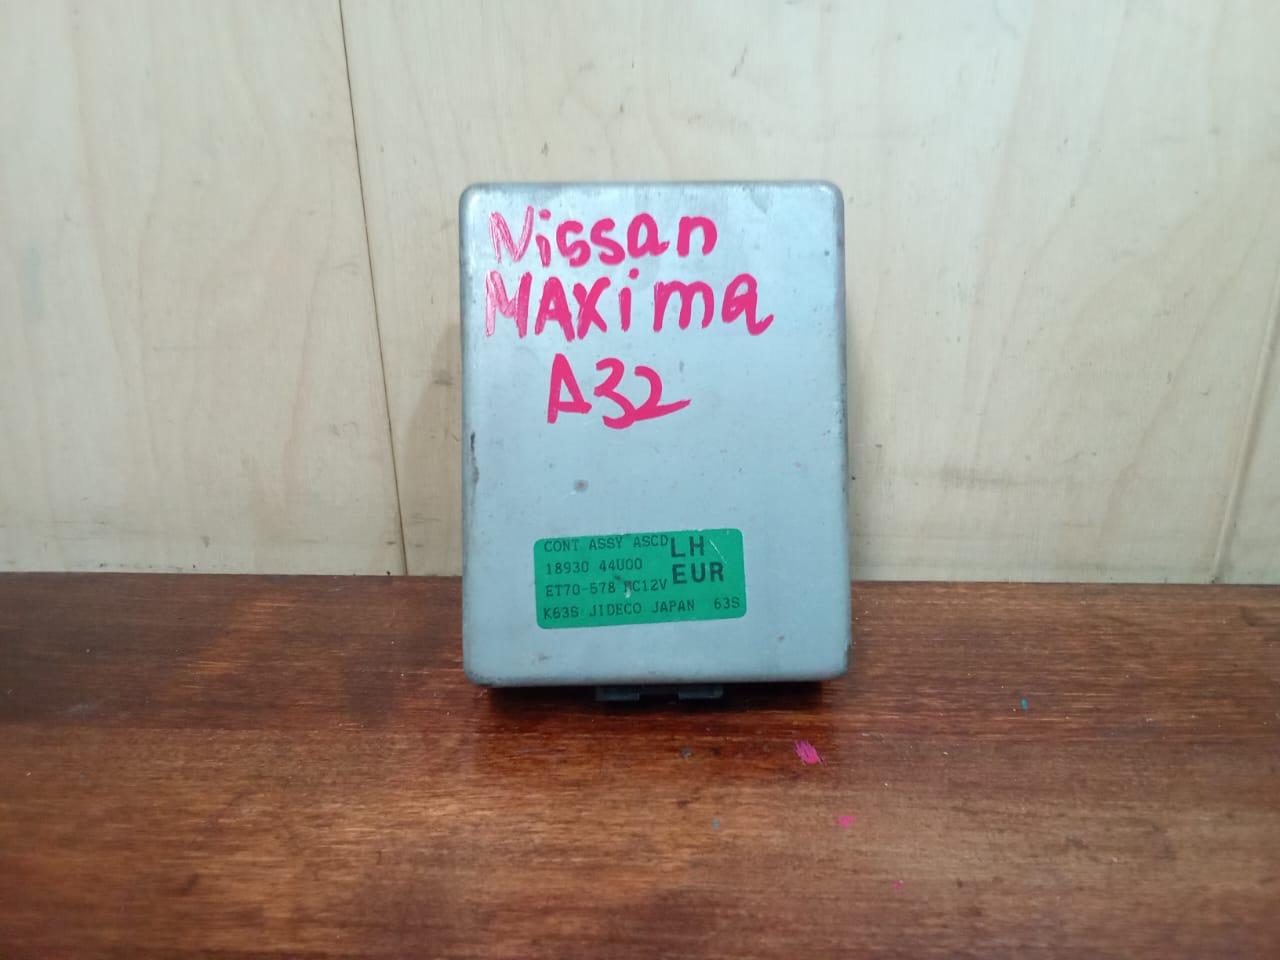 Nissan
MAXima
A32
CONT ASSY ASCD LH
18930 44U00 EUR
ET70-578 DC12V
K63S JIDECO JAPAN 63S